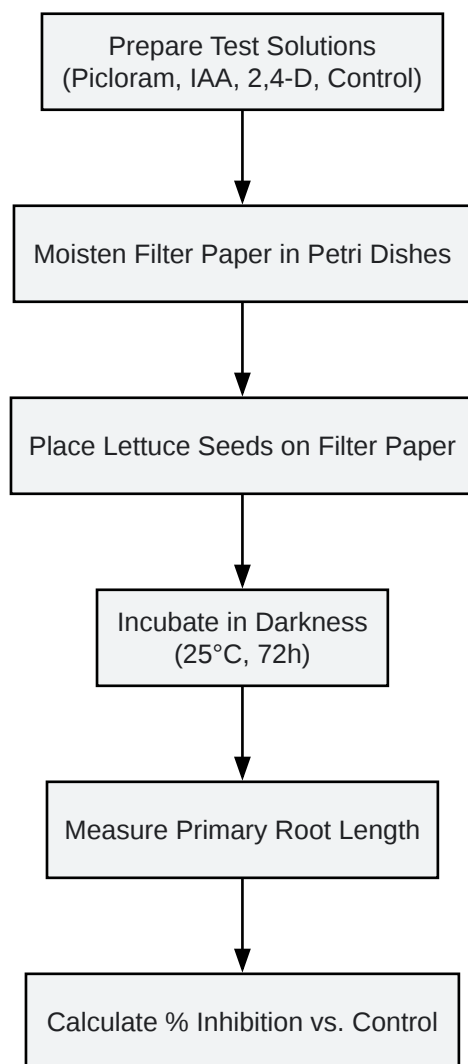 Prepare Test Solutions
(Picloram, IAA, 2,4-D, Control)
Moisten Filter Paper in Petri Dishes
Place Lettuce Seeds on Filter Paper
Incubate in Darkness
(25°C, 72h)
Measure Primary Root Length
Calculate % Inhibition vs. Control